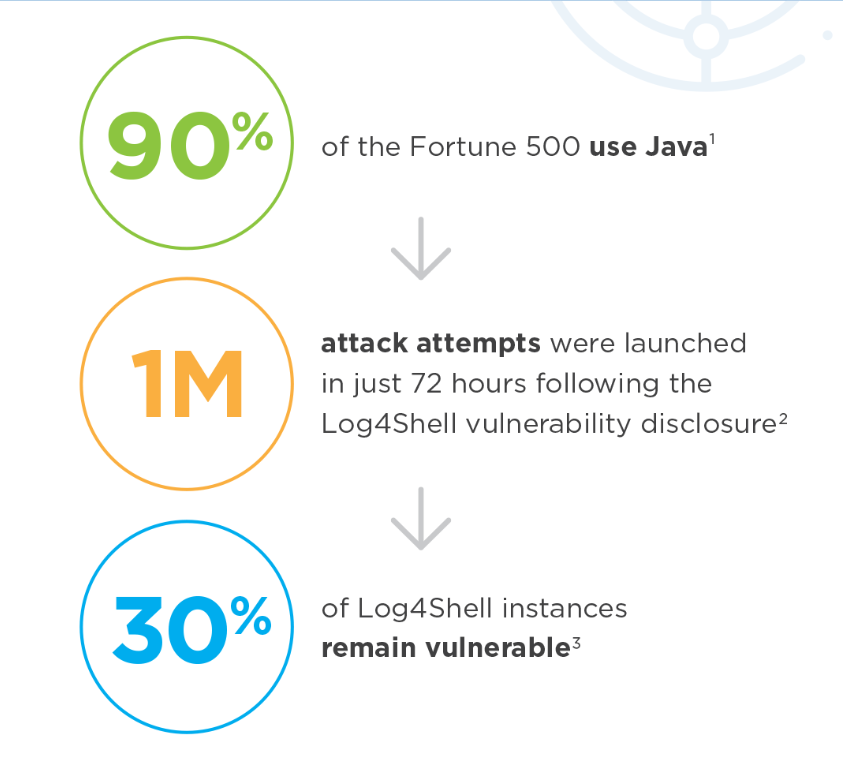 90%
of the Fortune 500 use Java¹
1M
attack attempts were launched
in just 72 hours following the
Log4Shell vulnerability disclosure²
30%
of Log4Shell instances
remain vulnerable³